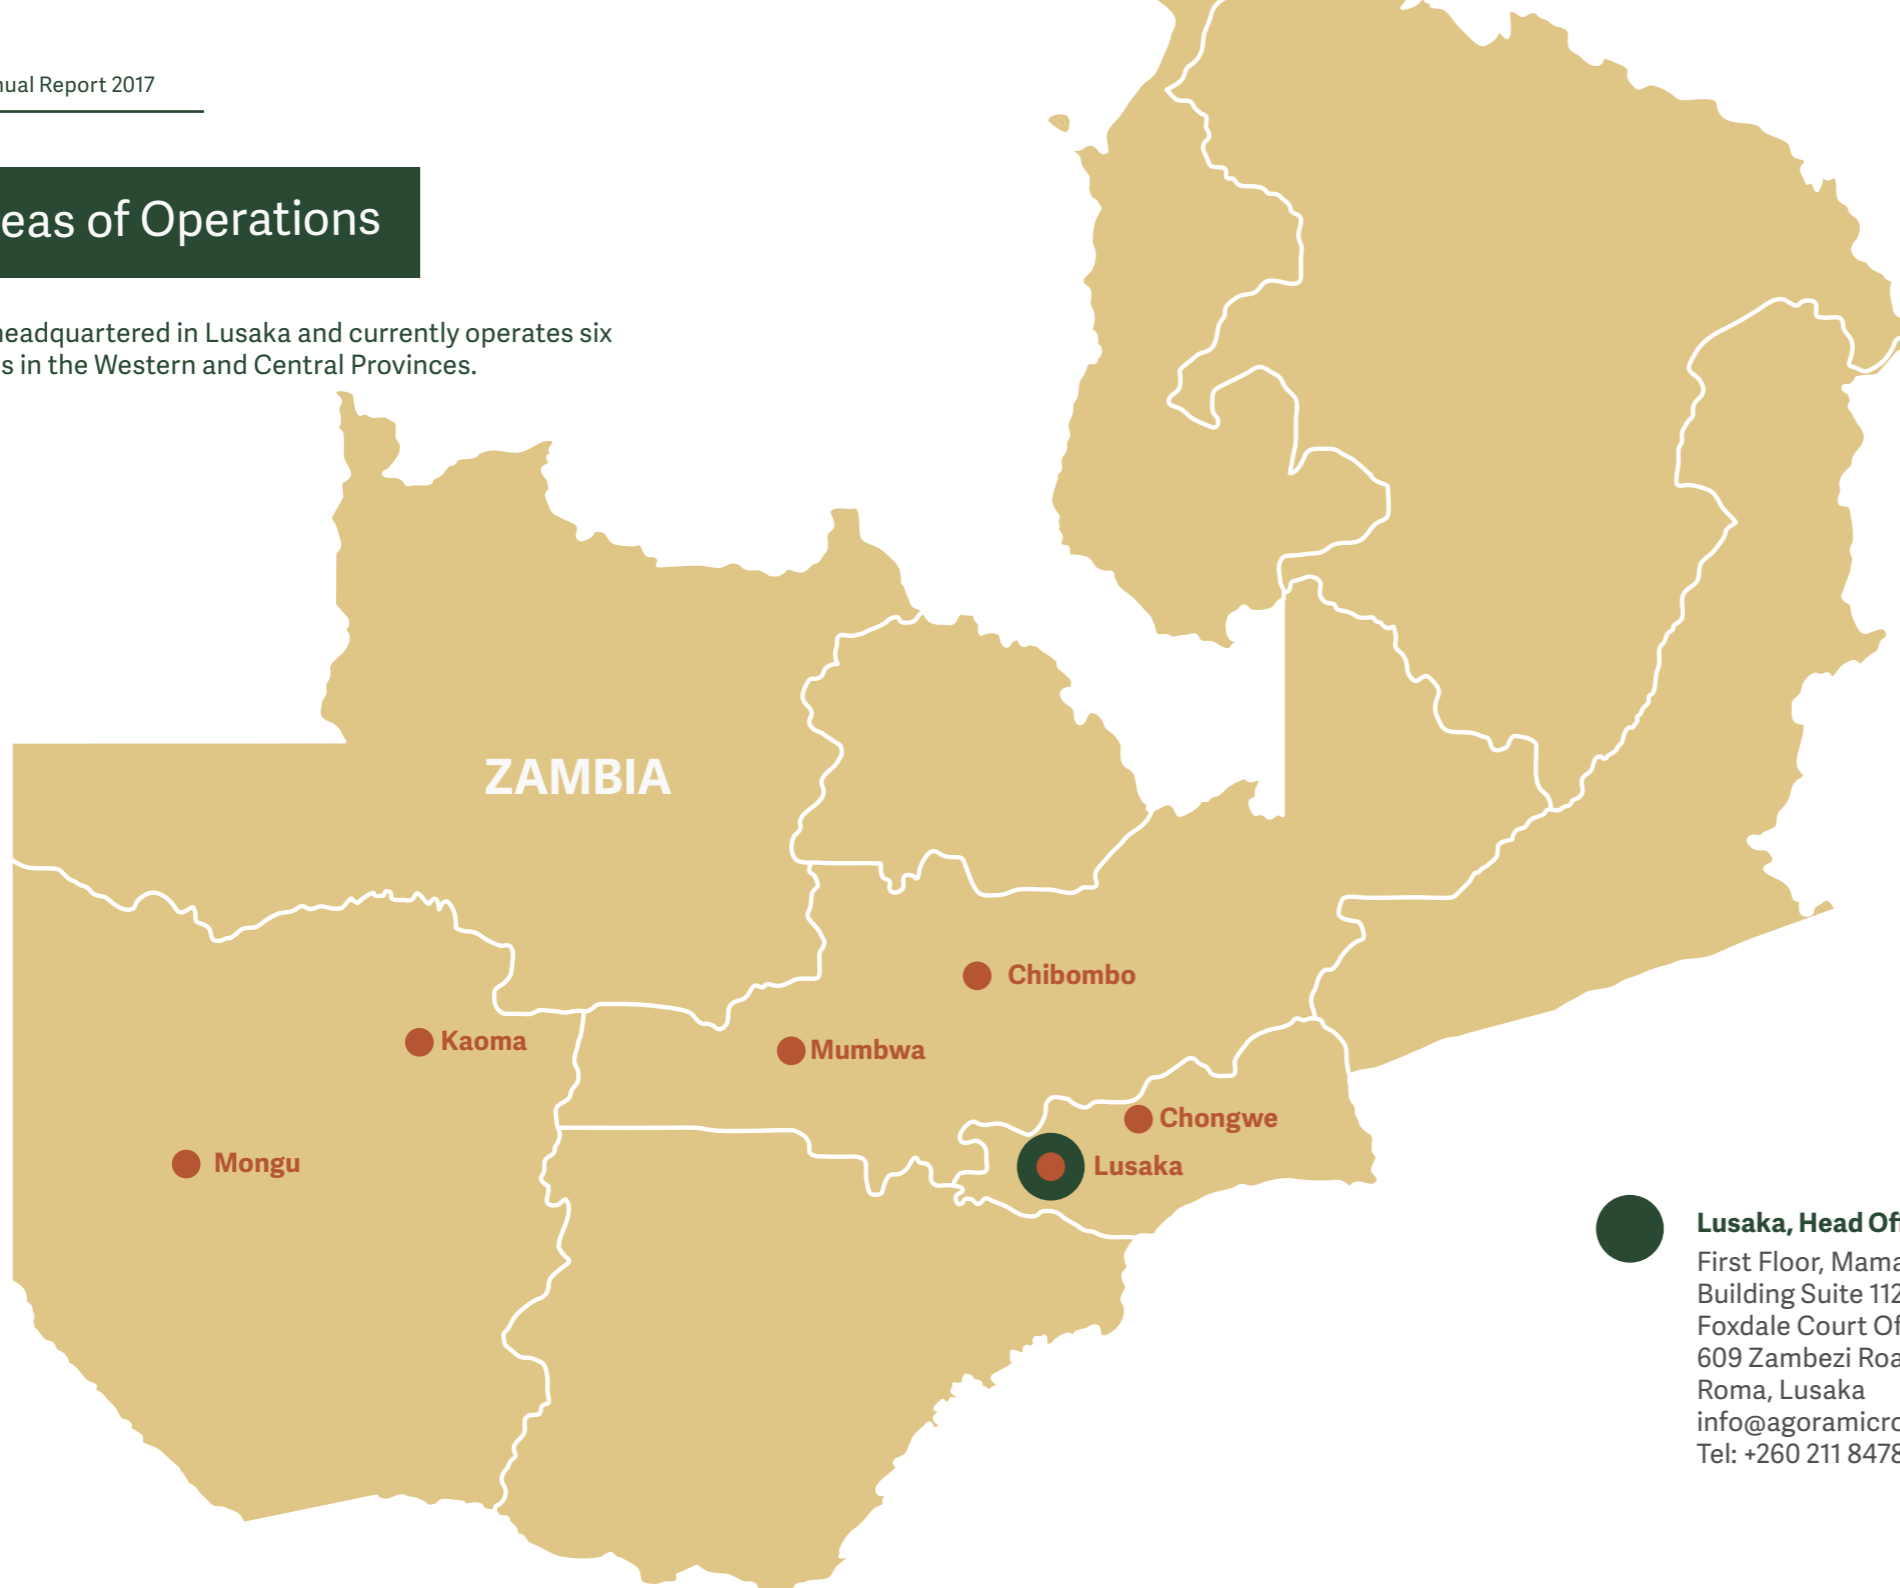 nual Report 2017
eas of Operations
headquartered in Lusaka and currently operates six
s in the Western and Central Provinces.
ZAMBIA
Chibombo
Kaoma
Mumbwa
Chongwe
Mongu
Lusaka
Lusaka, Head Of
First Floor, Mama
Building Suite 112
Foxdale Court Of
609 Zambezi Roa
Roma, Lusaka
info@agoramicro
Tel: +260 211 8478